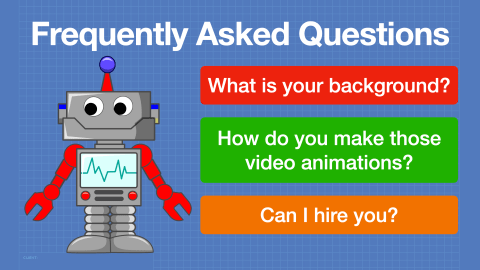 Frequently Asked Questions
What is your background?
How do you make those
video animations?
Can I hire you?